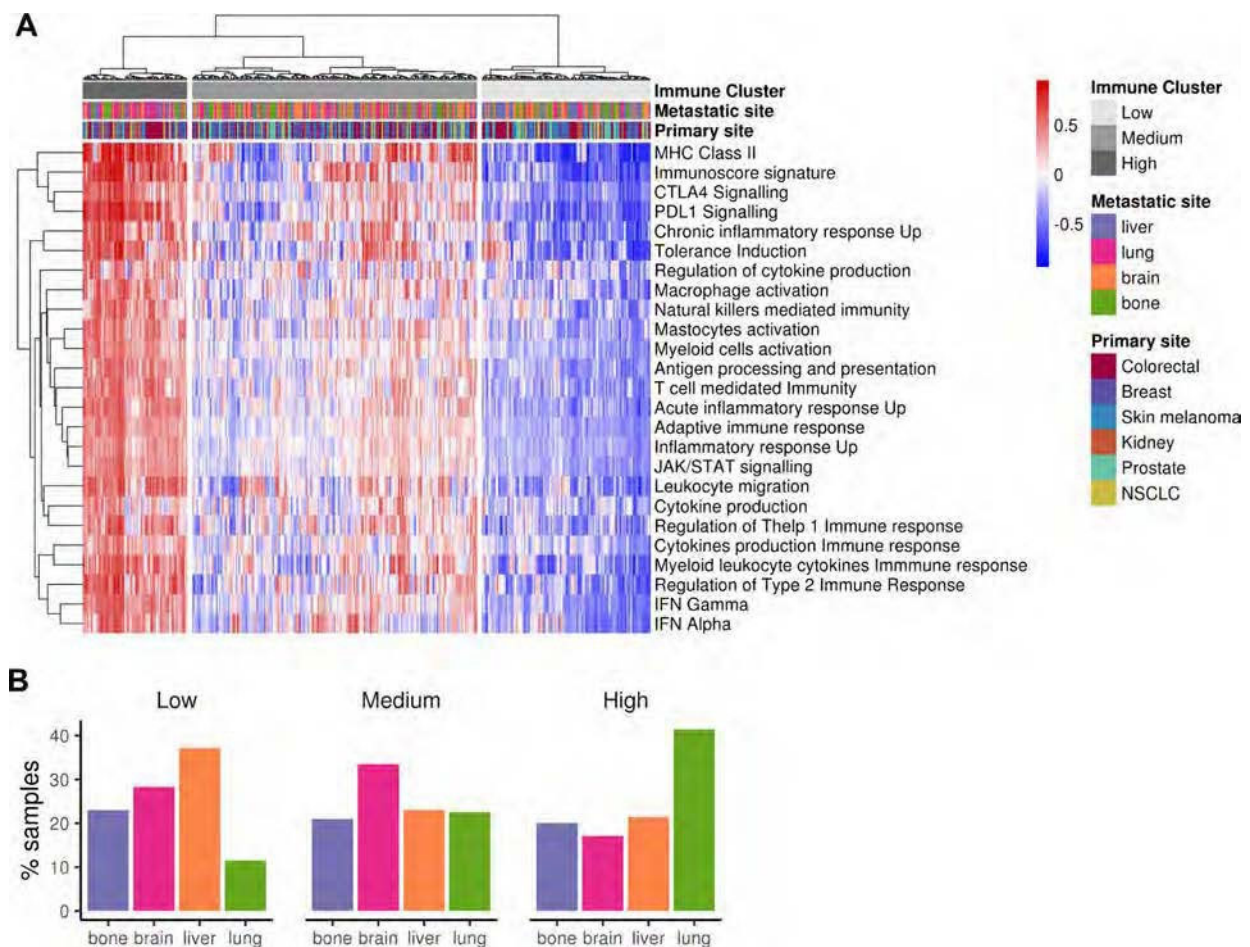 A
Immune Cluster
Metastatic site
Primary site
MHC Class II
Immunoscore signature
CTLA4 Signalling
PDL1 Signalling
Chronic inflammatory response Up
Tolerance Induction
Regulation of cytokine production
Macrophage activation
Natural killers mediated immunity
Mastocytes activation
Myeloid cells activation
Antigen processing and presentation
T cell medidated Immunity
Acute inflammatory response Up
Adaptive immune response
Inflammatory response Up
JAK/STAT signalling
Leukocyte migration
Cytokine production
Regulation of Thelp 1 Immune response
Cytokines production Immune response
Myeloid leukocyte cytokines Immmune response
Regulation of Type 2 Immune Response
IFN Gamma
IFN Alpha
0.5
0
-0.5
Immune Cluster
Low
Medium
High
Metastatic site
liver
lung
brain
bone
Primary site
Colorectal
Breast
Skin melanoma
Kidney
Prostate
NSCLC
B
Low Medium High
% samples
40
30
20
10
0
bone brain liver lung bone brain liver lung bone brain liver lung